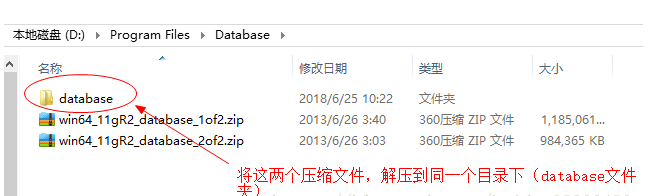 本地磁盘 (D:) Program Files Database
名称 修改日期 类型 大小
database 2018/6/25 10:22 文件夹
win64_11gR2_database_1of2.zip 2013/6/26 3:40 360压缩 ZIP 文件 1,185,061...
win64_11gR2_database_2of2.zip 2013/6/26 3:03 360压缩 ZIP 文件 984,365 KB
将这两个压缩文件，解压到同一个目录下（database文件
夹）